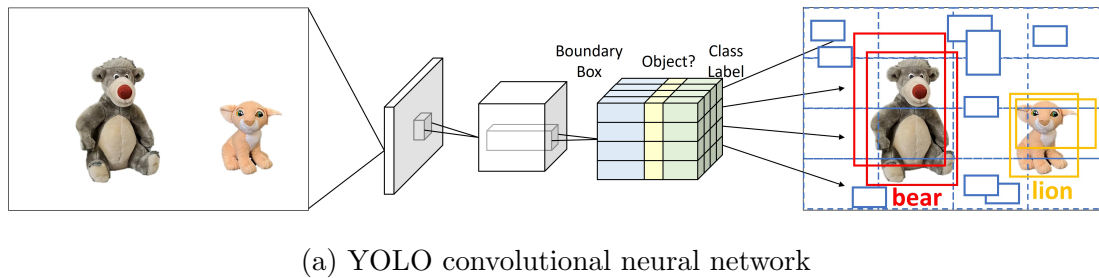 Boundary
Box
Object?
Class
Label
bear
lion
(a) YOLO convolutional neural network